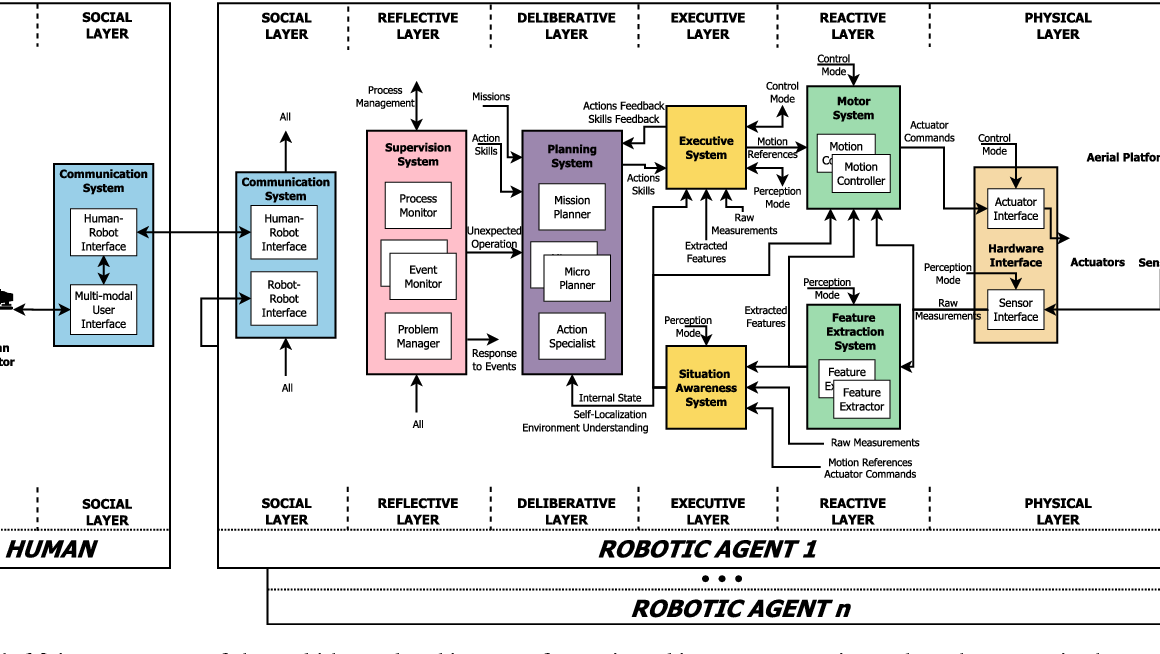 SOCIAL
LAYER
SOCIAL
LAYER
REFLECTIVE
LAYER
DELIBERATIVE
LAYER
EXECUTIVE
LAYER
REACTIVE
LAYER
PHYSICAL
LAYER
Communication
System
Human-
Robot
Interface
Multi-modal
User
Interface
All
Communication
System
Human-
Robot
Interface
Robot-
Robot
Interface
All
Process
Management
Supervision
System
Process
Monitor
Event
Monitor
Problem
Manager
All
Missions
Action
Skills
Unexpected
Operation
Response
to Events
Planning
System
Mission
Planner
Micro
Planner
Action
Specialist
Internal State
Self-Localization
Environment Understanding
Actions Feedback
Skills Feedback
Actions
Skills
Executive
System
Control
Mode
Motion
References
Perception
Mode
Raw
Measurements
Extracted
Features
Perception
Mode
Situation
Awareness
System
Control
Mode
Motor
System
Motion
Motion
Controller
Actuator
Commands
Extracted
Features
Perception
Mode
Feature
Extraction
System
Feature
Feature
Extractor
Raw Measurements
Motion References
Actuator Commands
Control
Mode
Actuator
Interface
Hardware
Interface
Perception
Mode
Sensor
Interface
Raw
Measurements
Actuators
SOCIAL
LAYER
SOCIAL
LAYER
REFLECTIVE
LAYER
DELIBERATIVE
LAYER
EXECUTIVE
LAYER
REACTIVE
LAYER
PHYSICAL
LAYER
HUMAN
ROBOTIC AGENT 1
ROBOTIC AGENT n